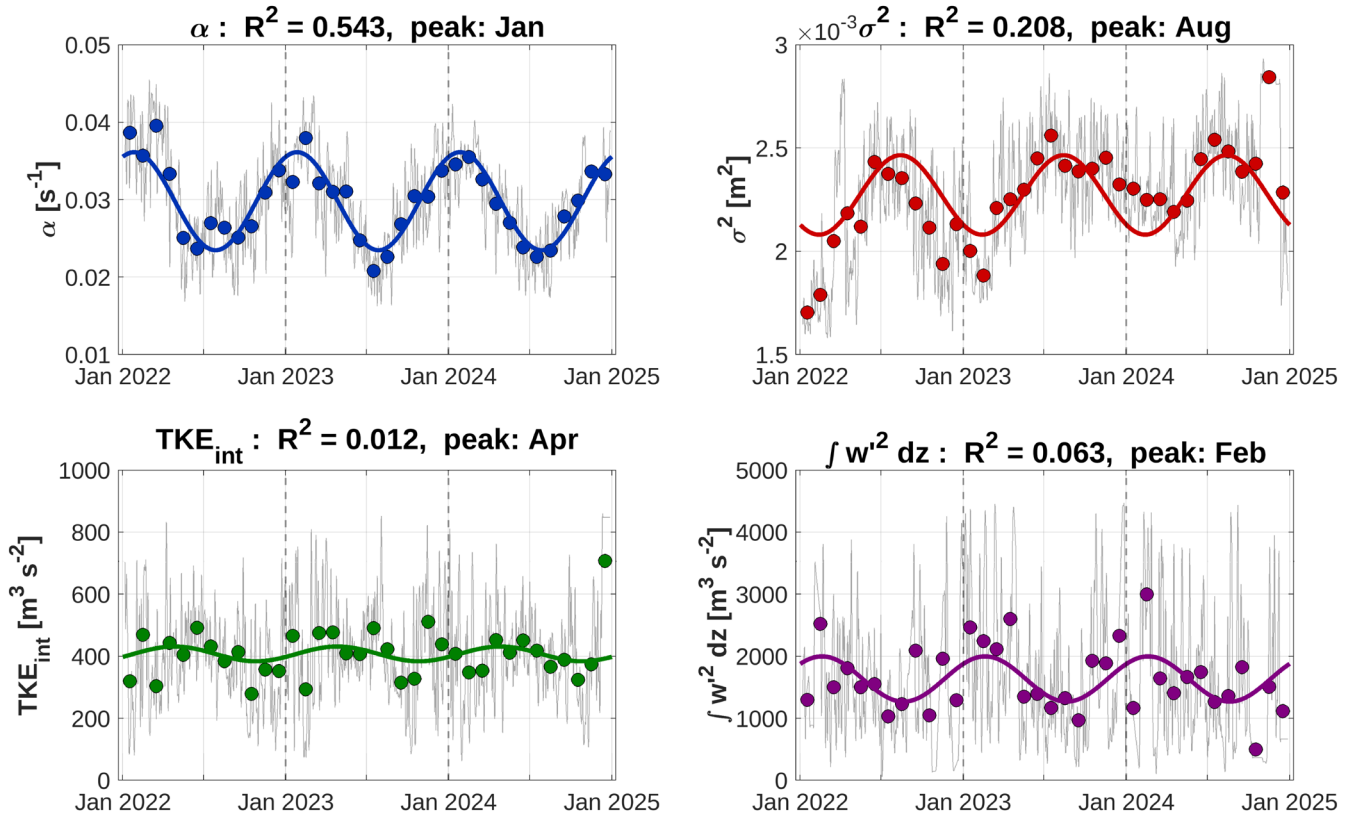 α : R² = 0.543, peak: Jan
0.05
0.04
0.03
0.02
0.01
α [s⁻¹]
Jan 2022 Jan 2023 Jan 2024 Jan 2025
×10⁻³ σ² : R² = 0.208, peak: Aug
3
2.5
2
1.5
σ² [m²]
Jan 2022 Jan 2023 Jan 2024 Jan 2025
TKE_int : R² = 0.012, peak: Apr
1000
800
600
400
200
0
TKE_int [m³ s⁻²]
Jan 2022 Jan 2023 Jan 2024 Jan 2025
∫ w'² dz : R² = 0.063, peak: Feb
5000
4000
3000
2000
1000
0
∫ w'² dz [m³ s⁻²]
Jan 2022 Jan 2023 Jan 2024 Jan 2025